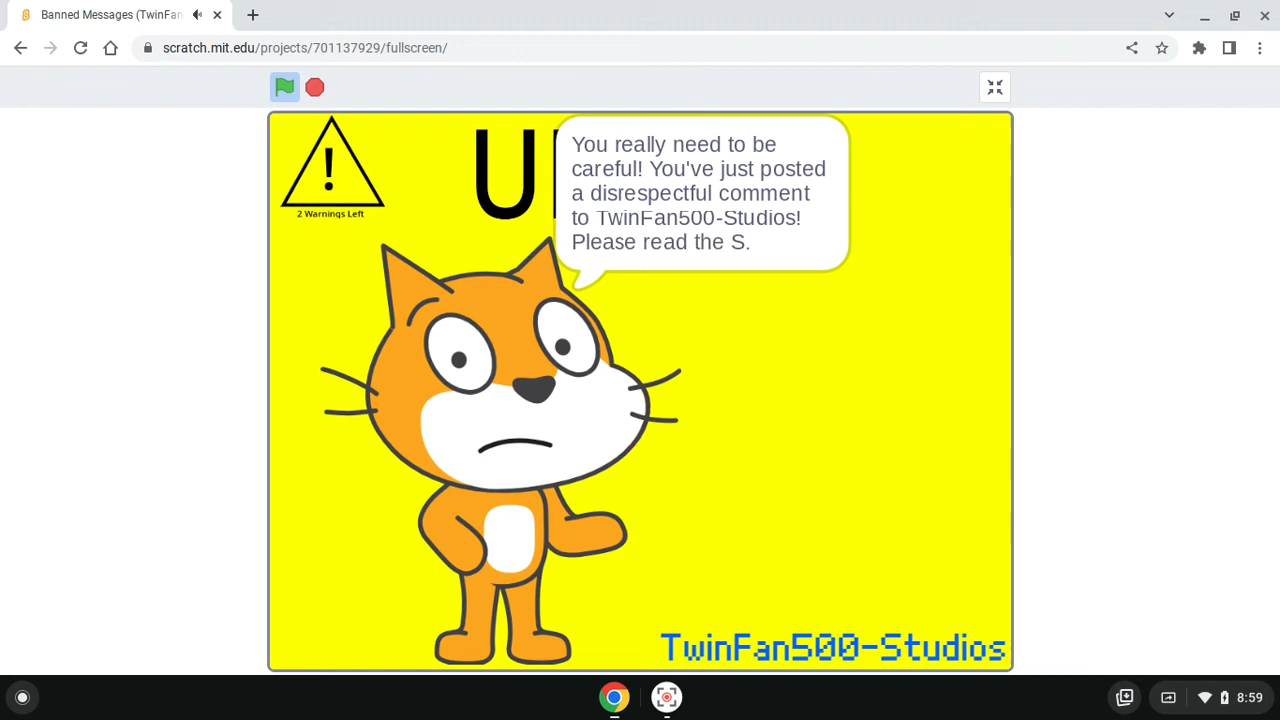 Banned Messages (TwinFan
scratch.mit.edu/projects/701137929/fullscreen/
!
2 Warnings Left
U
You really need to be
careful! You've just posted
a disrespectful comment
to TwinFan500-Studios!
Please read the S.
TwinFan500-Studios
8:59